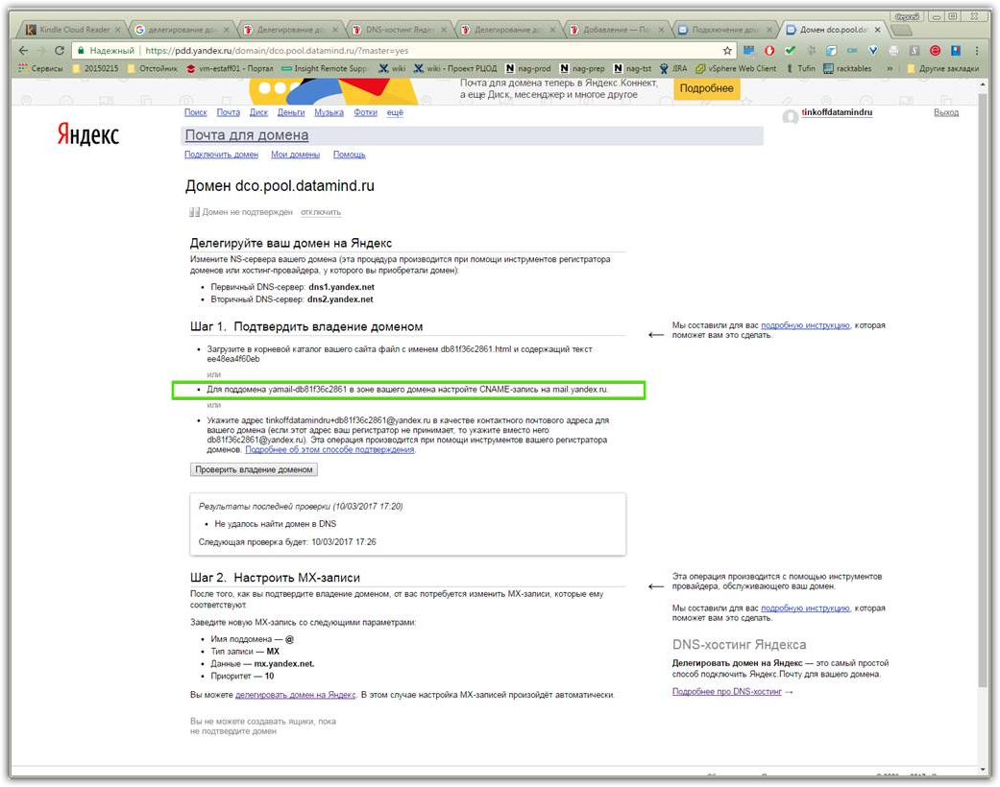 Сергей
Kindle Cloud Reader
делегирование до
Делегирование до
DNS-хостинг Янде
Делегирование до
Добавление — По
Подключение дом
Домен dco.pool.da
Надежный
https://pdd.yandex.ru/domain/dco.pool.datamind.ru/?master=yes
Сервисы 20150215 Отстойник vm-estaff01 - Портал Insight Remote Supp wiki wiki - Проект РЦОД nag-prod nag-prep nag-tst JIRA vSphere Web Client Tufin racktables » Другие закладки
Почта для домена теперь в Яндекс.Коннект,
а еще Диск, месенджер и многое другое
Подробнее
Поиск Почта Диск Деньги Музыка Фотки ещё
tinkoffdatamindru
Выход
Яндекс
Почта для домена
Подключить домен Мои домены Помощь
Домен dco.pool.datamind.ru
Домен не подтвержден отключить
Делегируйте ваш домен на Яндекс
Измените NS-сервера вашего домена (эта процедура производится при помощи инструментов регистратора
доменов или хостинг-провайдера, у которого вы приобретали домен):
• Первичный DNS-сервер: dns1.yandex.net
• Вторичный DNS-сервер: dns2.yandex.net
Шаг 1. Подтвердить владение доменом
← Мы составили для вас подробную инструкцию, которая
поможет вам это сделать.
• Загрузите в корневой каталог вашего сайта файл с именем db81f36c2861.html и содержащий текст
ee48ea4f60eb
или
• Для поддомена yamail-db81f36c2861 в зоне вашего домена настройте CNAME-запись на mail.yandex.ru.
или
• Укажите адрес tinkoffdatamindru+db81f36c2861@yandex.ru в качестве контактного почтового адреса для
вашего домена (если этот адрес ваш регистратор не принимает, то укажите вместо него
db81f36c2861@yandex.ru). Эта операция производится при помощи инструментов вашего регистратора
доменов. Подробнее об этом способе подтверждения.
Проверить владение доменом
Результаты последней проверки (10/03/2017 17:20)
• Не удалось найти домен в DNS
Следующая проверка будет: 10/03/2017 17:26
Шаг 2. Настроить MX-записи
← Эта операция производится с помощью инструментов
провайдера, обслуживающего ваш домен.
Мы составили для вас подробную инструкцию, которая
поможет вам это сделать.
После того, как вы подтвердите владение доменом, от вас потребуется изменить MX-записи, которые ему
соответствуют.
Заведите новую MX-запись со следующими параметрами:
• Имя поддомена — @
• Тип записи — MX
• Данные — mx.yandex.net.
• Приоритет — 10
Вы можете делегировать домен на Яндекс. В этом случае настройка MX-записей произойдёт автоматически.
DNS-хостинг Яндекса
Делегировать домен на Яндекс — это самый простой
способ подключить Яндекс.Почту для вашего домена.
Подробнее про DNS-хостинг →
Вы не можете создавать ящики, пока
не подтвердите домен